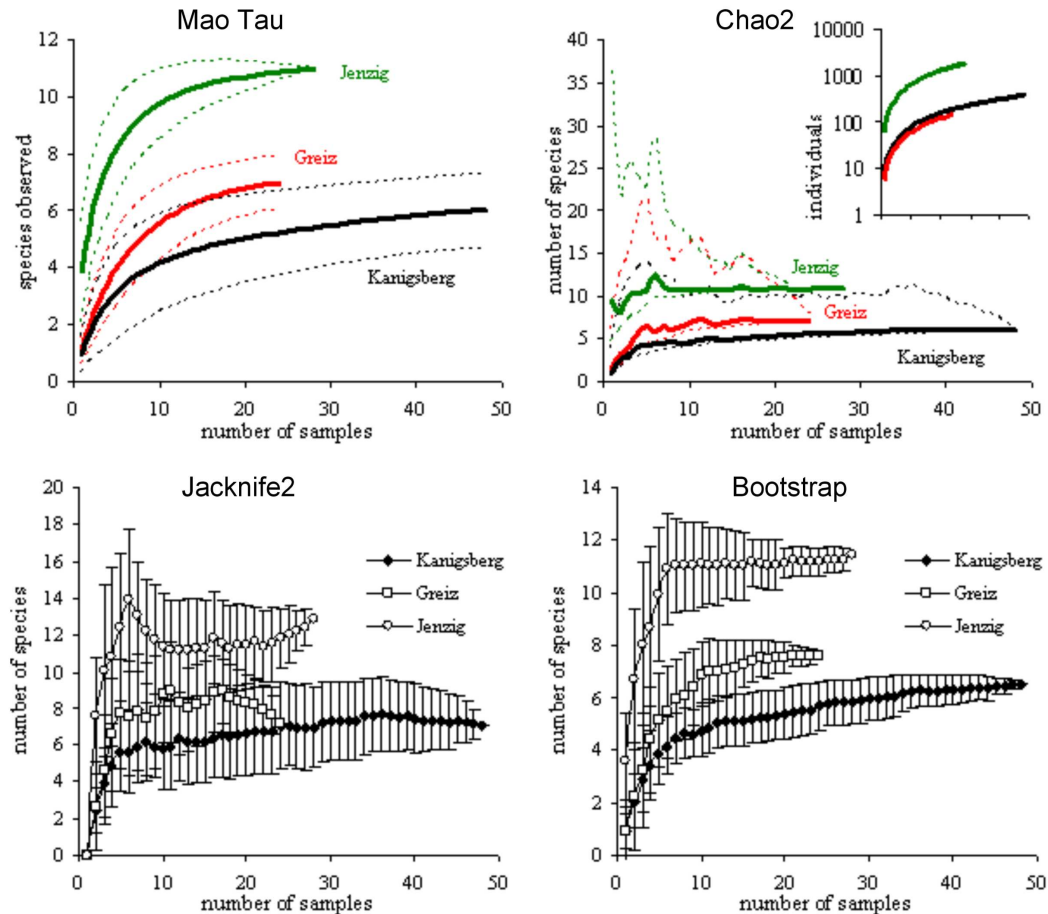 Mao Tau
12
10
8
6
4
2
0
species observed
Jenzig
Greiz
Kanigsberg
0 10 20 30 40 50
number of samples
Chao2
40
35
30
25
20
15
10
5
0
number of species
10000
1000
100
10
1
individuals
Jenzig
Greiz
Kanigsberg
0 10 20 30 40 50
number of samples
Jacknife2
20
18
16
14
12
10
8
6
4
2
0
number of species
Kanigsberg
Greiz
Jenzig
0 10 20 30 40 50
number of samples
Bootstrap
14
12
10
8
6
4
2
0
number of species
Kanigsberg
Greiz
Jenzig
0 10 20 30 40 50
number of samples